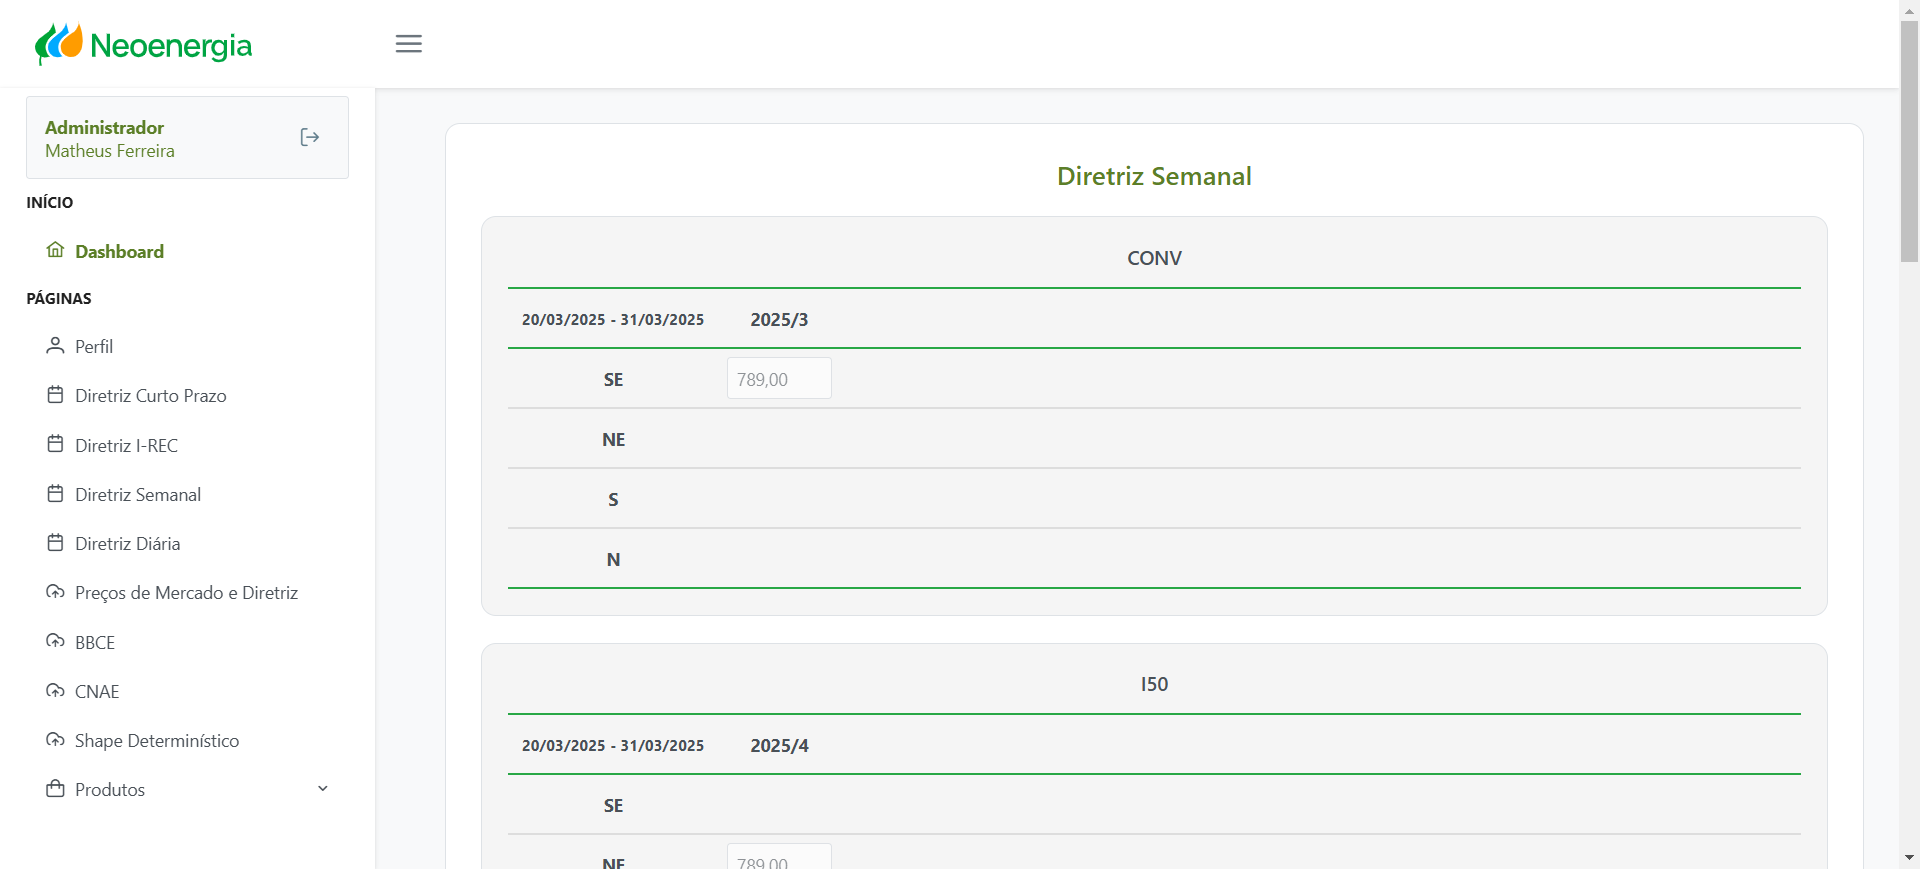 Neoenergia
Administrador
Matheus Ferreira
INÍCIO
Dashboard
PÁGINAS
Perfil
Diretriz Curto Prazo
Diretriz I-REC
Diretriz Semanal
Diretriz Diária
Preços de Mercado e Diretriz
BBCE
CNAE
Shape Determinístico
Produtos
Diretriz Semanal
CONV
20/03/2025 - 31/03/2025 2025/3
SE 789,00
NE
S
N
I50
20/03/2025 - 31/03/2025 2025/4
SE
NE 789,00